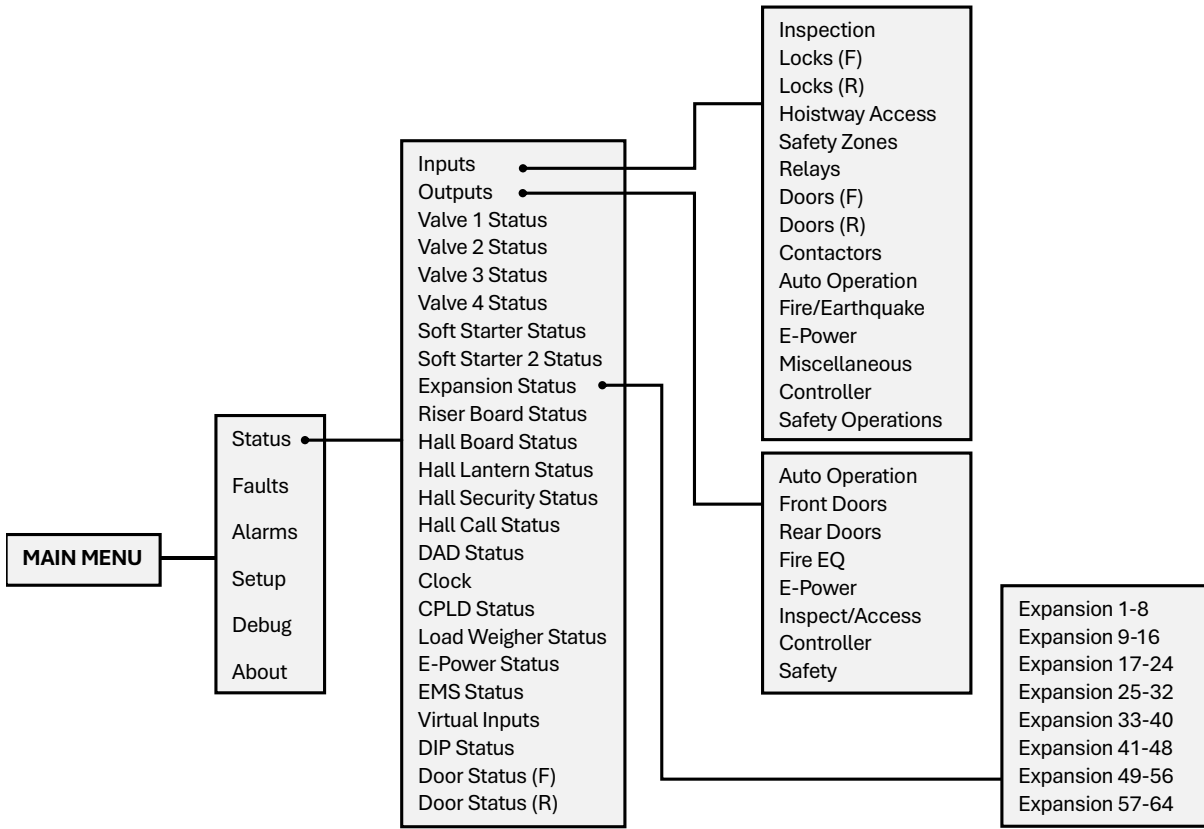 MAIN MENU
Status
Faults
Alarms
Setup
Debug
About
Inputs
Outputs
Valve 1 Status
Valve 2 Status
Valve 3 Status
Valve 4 Status
Soft Starter Status
Soft Starter 2 Status
Expansion Status
Riser Board Status
Hall Board Status
Hall Lantern Status
Hall Security Status
Hall Call Status
DAD Status
Clock
CPLD Status
Load Weigher Status
E-Power Status
EMS Status
Virtual Inputs
DIP Status
Door Status (F)
Door Status (R)
Inspection
Locks (F)
Locks (R)
Hoistway Access
Safety Zones
Relays
Doors (F)
Doors (R)
Contactors
Auto Operation
Fire/Earthquake
E-Power
Miscellaneous
Controller
Safety Operations
Auto Operation
Front Doors
Rear Doors
Fire EQ
E-Power
Inspect/Access
Controller
Safety
Expansion 1-8
Expansion 9-16
Expansion 17-24
Expansion 25-32
Expansion 33-40
Expansion 41-48
Expansion 49-56
Expansion 57-64